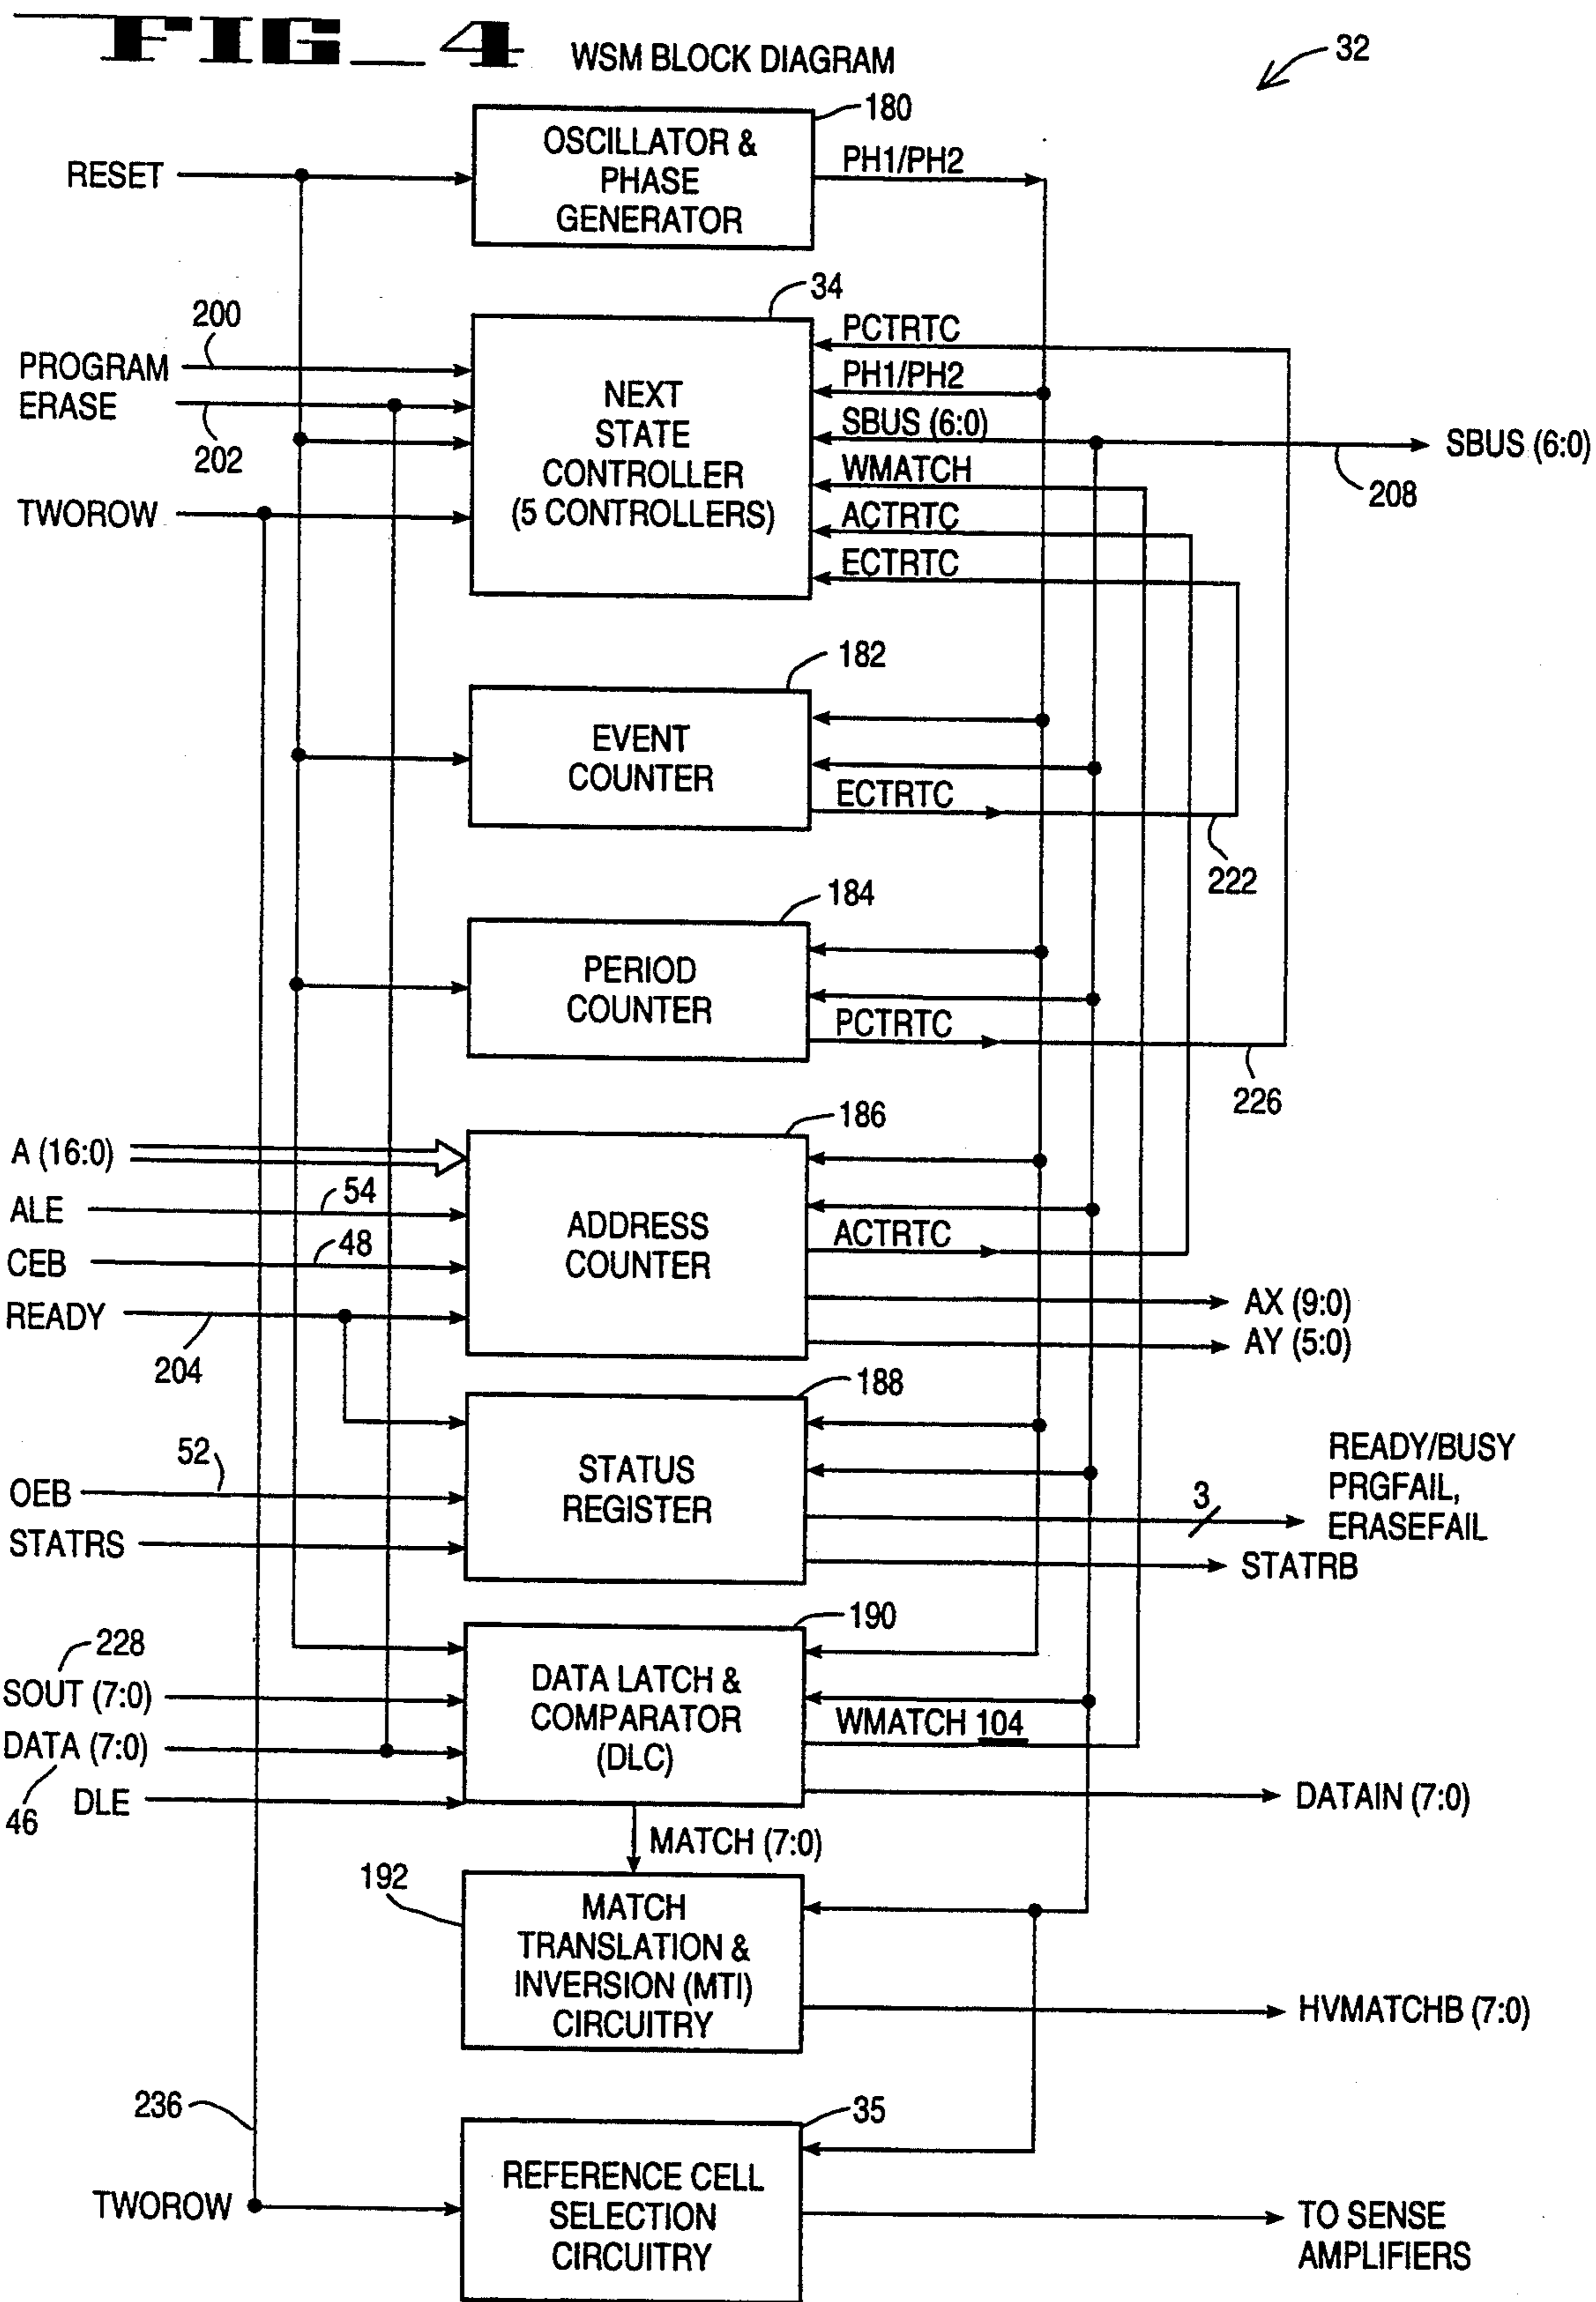 FIG_4 WSM BLOCK DIAGRAM
32
180
OSCILLATOR &
PHASE
GENERATOR
RESET
PH1/PH2
34
200
PROGRAM
ERASE
202
TWOROW
NEXT
STATE
CONTROLLER
(5 CONTROLLERS)
PCTRTC
PH1/PH2
SBUS (6:0)
WMATCH
ACTRTC
ECTRTC
SBUS (6:0)
208
182
EVENT
COUNTER
ECTRTC
222
184
PERIOD
COUNTER
PCTRTC
226
186
A (16:0)
ALE
54
CEB
48
READY
204
ADDRESS
COUNTER
ACTRTC
AX (9:0)
AY (5:0)
188
52
OEB
STATRS
STATUS
REGISTER
3
READY/BUSY
PRGFAIL,
ERASEFAIL
STATRB
190
228
SOUT (7:0)
DATA (7:0)
46
DLE
DATA LATCH &
COMPARATOR
(DLC)
WMATCH 104
DATAIN (7:0)
MATCH (7:0)
192
MATCH
TRANSLATION &
INVERSION (MTI)
CIRCUITRY
HVMATCHB (7:0)
236
35
TWOROW
REFERENCE CELL
SELECTION
CIRCUITRY
TO SENSE
AMPLIFIERS